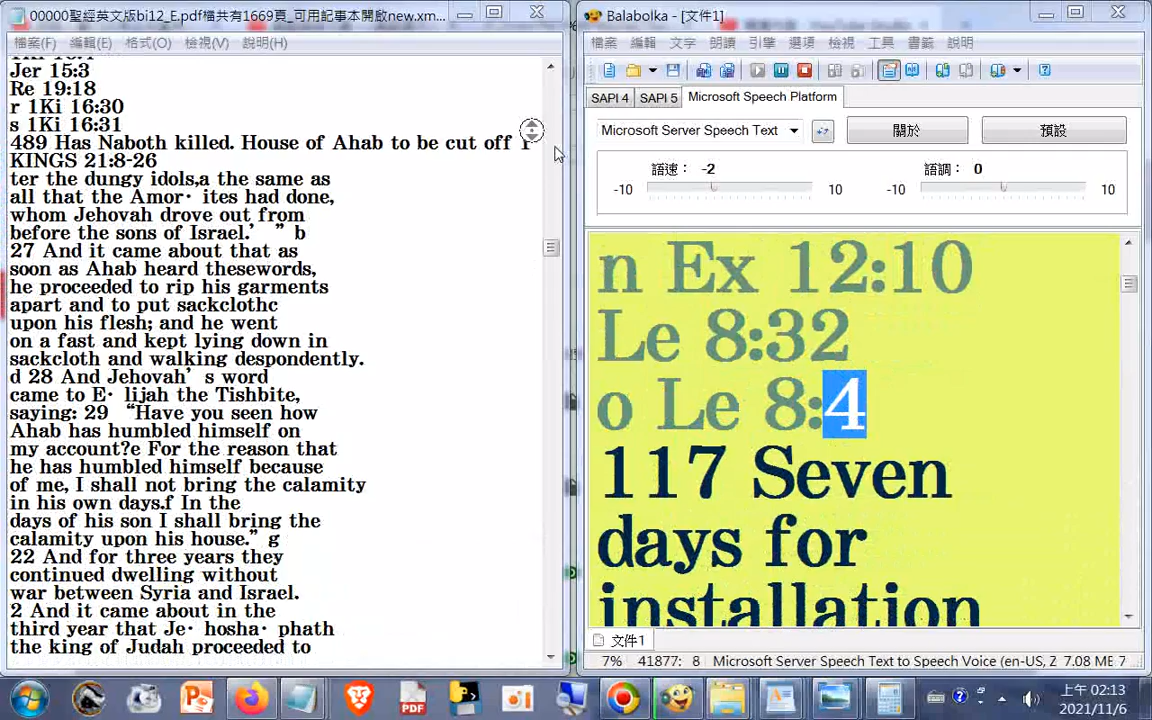 00000聖經英文版bi12_E.pdf檔共有1669頁_可用記事本開啟new.xm...
檔案(F) 編輯(E) 格式(O) 檢視(V) 說明(H)
Jer 15:3
Re 19:18
r 1Ki 16:30
s 1Ki 16:31
489 Has Naboth killed. House of Ahab to be cut off 1
KINGS 21:8-26
ter the dungy idols,a the same as
all that the Amor· ites had done,
whom Jehovah drove out from
before the sons of Israel.’ ” b
27 And it came about that as
soon as Ahab heard thesewords,
he proceeded to rip his garments
apart and to put sackclothc
upon his flesh; and he went
on a fast and kept lying down in
sackcloth and walking despondently.
d 28 And Jehovah’ s word
came to E· lijah the Tishbite,
saying: 29 “Have you seen how
Ahab has humbled himself on
my account?e For the reason that
he has humbled himself because
of me, I shall not bring the calamity
in his own days.f In the
days of his son I shall bring the
calamity upon his house.” g
22 And for three years they
continued dwelling without
war between Syria and Israel.
2 And it came about in the
third year that Je· hosha· phath
the king of Judah proceeded to
Balabolka - [文件1]
檔案 編輯 文字 朗讀 引擎 選項 檢視 工具 書籤 說明
SAPI 4 SAPI 5 Microsoft Speech Platform
Microsoft Server Speech Text 關於 預設
語速： -2 語調： 0
-10 10 -10 10
n Ex 12:10
Le 8:32
o Le 8:4
117 Seven
days for
installation
文件1
7% 41877: 8 Microsoft Server Speech Text to Speech Voice (en-US, Z 7.08 MB 7
上午 02:13
2021/11/6